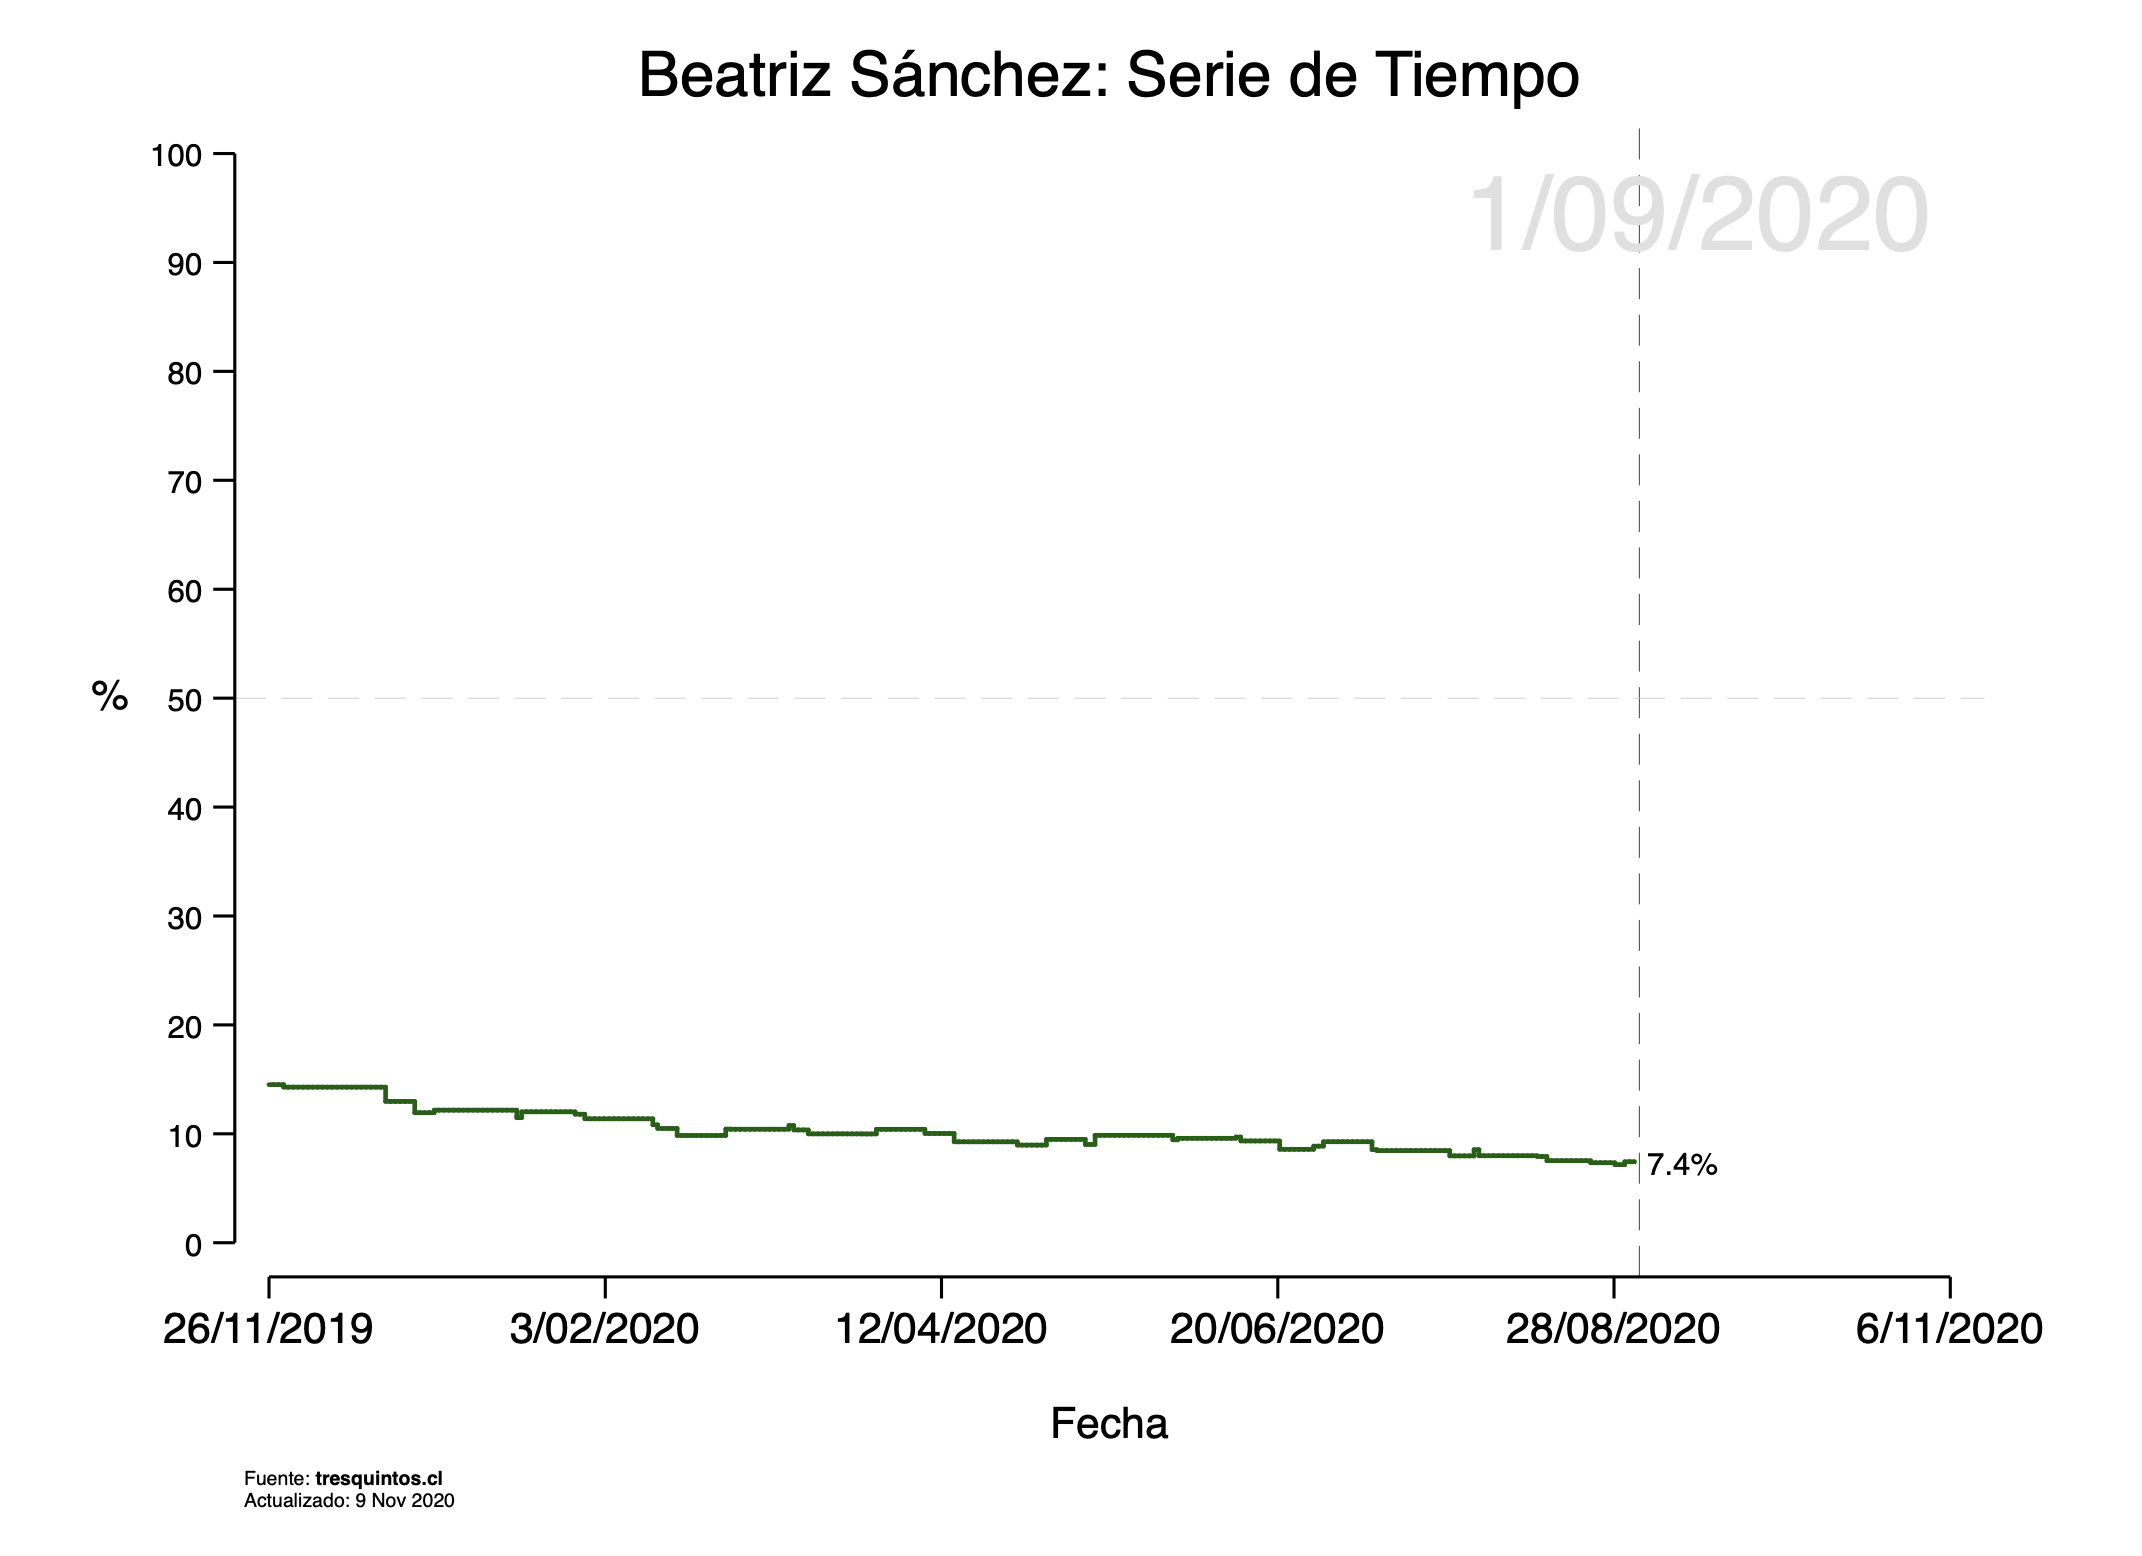 Beatriz Sánchez: Serie de Tiempo
1/09/2020
100
90
80
70
60
50
40
30
20
10
0
%
7.4%
26/11/2019 3/02/2020 12/04/2020 20/06/2020 28/08/2020 6/11/2020
Fecha
Fuente: tresquintos.cl
Actualizado: 9 Nov 2020